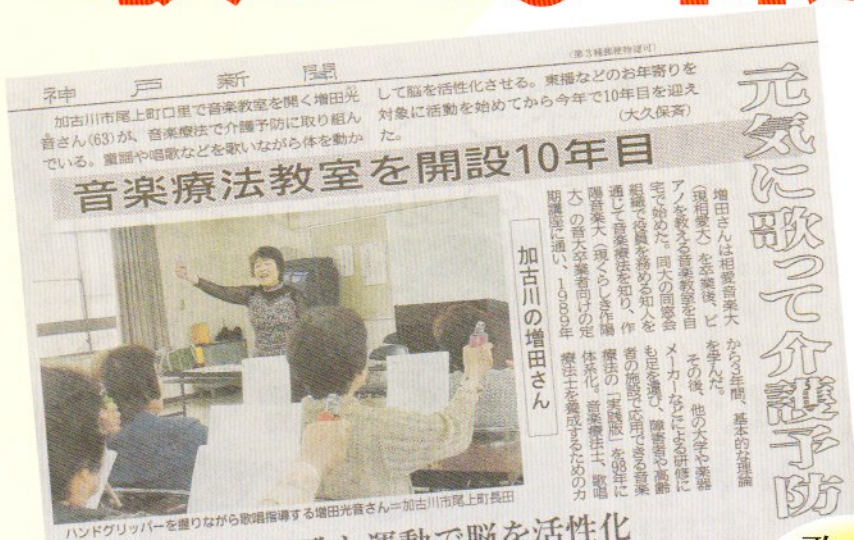 神戸新聞
(第3種郵便物認可)
加古川市尾上町口里で音楽教室を開く増田光
音さん(63)が、音楽療法で介護予防に取り組ん
でいる。童謡や唱歌などを歌いながら体を動か
して脳を活性化させる。東播などのお年寄りを
対象に活動を始めてから今年で10年目を迎え
た。
(大久保斉)
元気に歌って介護予防
音楽療法教室を開設10年目
加古川の増田さん
増田さんは相愛音楽大
(現相愛大)を卒業後、ピ
アノを教える音楽教室を自
宅で始めた。同大の同窓会
組織で役員を務める知人を
通じて音楽療法を知り、作
陽音楽大(現くらしき作陽
大)の音大卒業者向けの定
期講座に通い、1989年
から3年間、基本的な理論
を学んだ。
その後、他の大学や楽器
メーカーなどによる研修に
も足を運び、障害者や高齢
者の施設で応用できる音楽
療法の「実践版」を98年に
体系化。音楽療法士、歌唱
療法士を養成するためのカ
ハンドグリッパーを握りながら歌唱指導する増田光音さん=加古川市尾上町長田
運動で脳を活性化